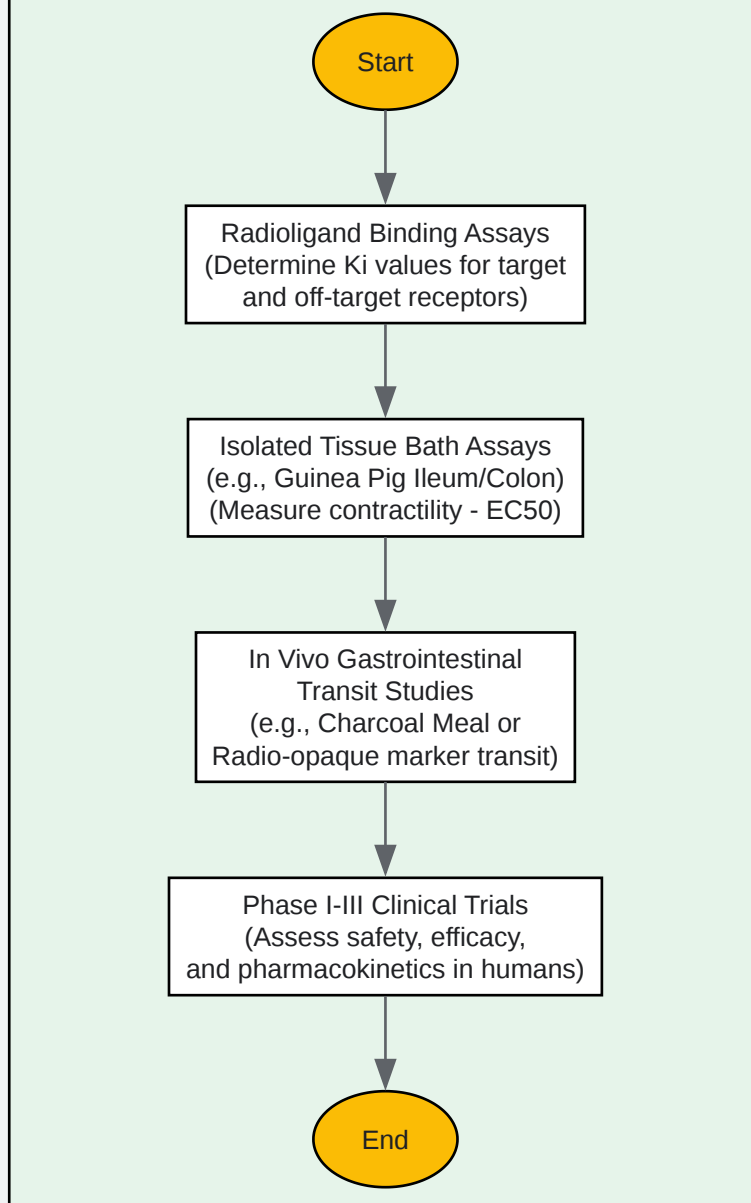 Start
Radioligand Binding Assays
(Determine Ki values for target
and off-target receptors)
Isolated Tissue Bath Assays
(e.g., Guinea Pig Ileum/Colon)
(Measure contractility - EC50)
In Vivo Gastrointestinal
Transit Studies
(e.g., Charcoal Meal or
Radio-opaque marker transit)
Phase I-III Clinical Trials
(Assess safety, efficacy,
and pharmacokinetics in humans)
End